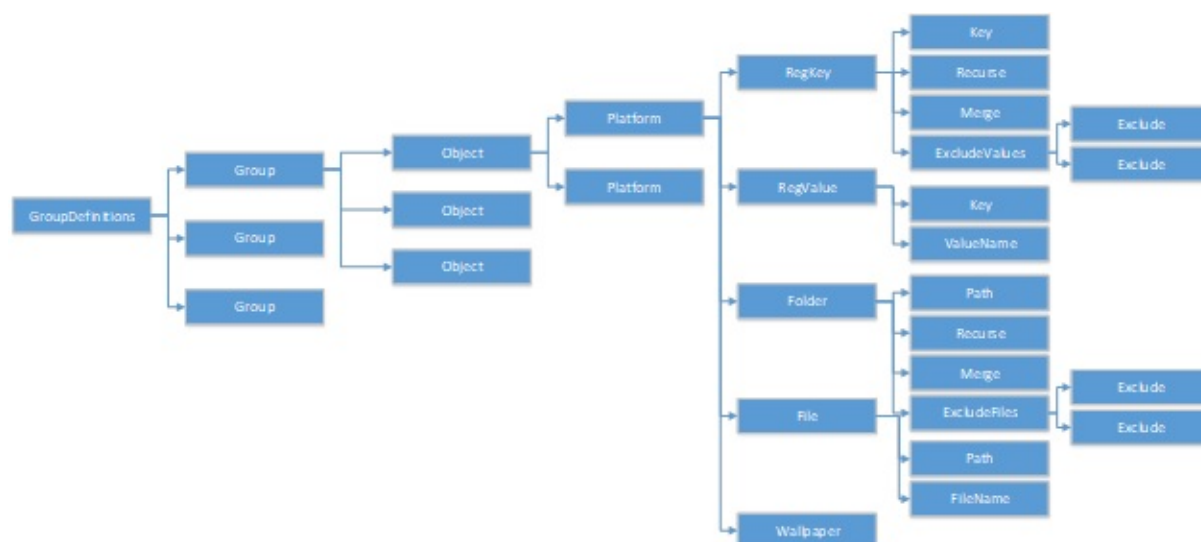 GroupDefinitions
Group
Group
Group
Object
Object
Object
Platform
Platform
RegKey
RegValue
Folder
File
Wallpaper
Key
Recurse
Merge
ExcludeValues
Key
ValueName
Path
Recurse
Merge
ExcludeFiles
Path
FileName
Exclude
Exclude
Exclude
Exclude